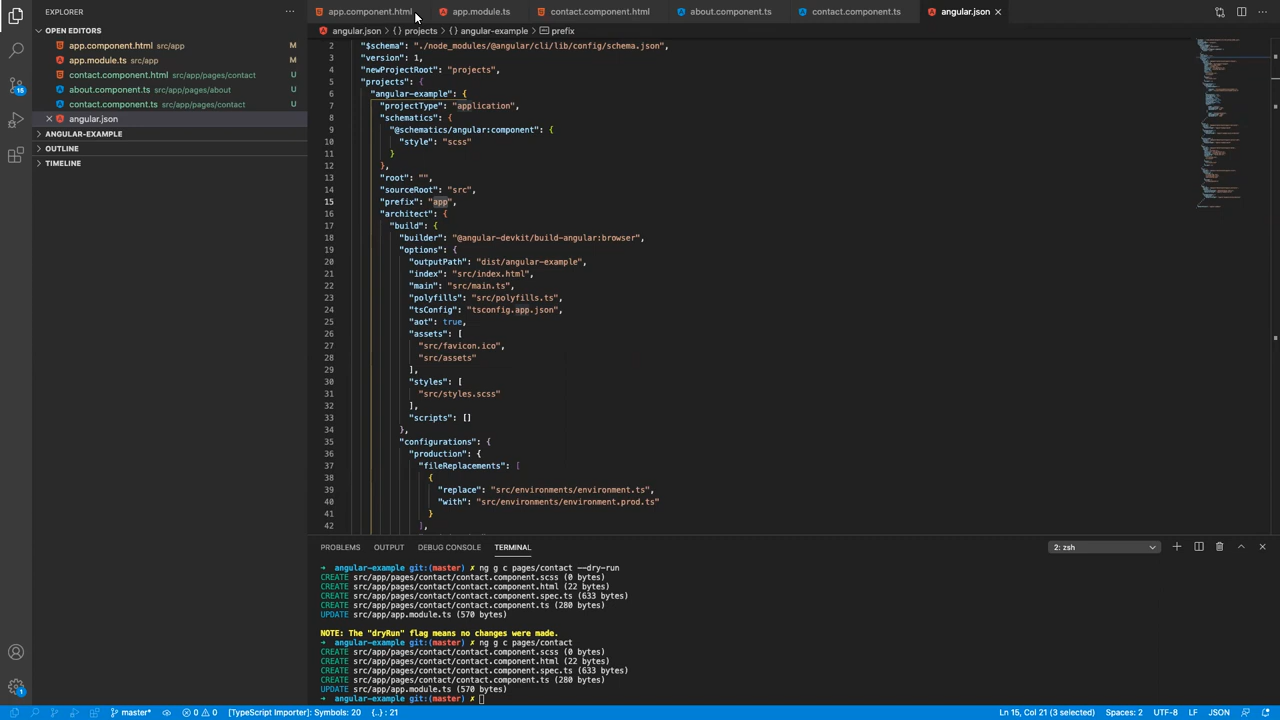 EXPLORER
OPEN EDITORS
app.component.html src/app M
app.module.ts src/app M
contact.component.html src/app/pages/contact U
about.component.ts src/app/pages/about U
contact.component.ts src/app/pages/contact U
angular.json
ANGULAR-EXAMPLE
OUTLINE
TIMELINE
15
1
app.component.html
app.module.ts
contact.component.html
about.component.ts
contact.component.ts
angular.json
angular.json > {} projects > {} angular-example > prefix
2 "$schema": "./node_modules/@angular/cli/lib/config/schema.json",
3 "version": 1,
4 "newProjectRoot": "projects",
5 "projects": {
6 "angular-example": {
7 "projectType": "application",
8 "schematics": {
9 "@schematics/angular:component": {
10 "style": "scss"
11 }
12 },
13 "root": "",
14 "sourceRoot": "src",
15 "prefix": "app",
16 "architect": {
17 "build": {
18 "builder": "@angular-devkit/build-angular:browser",
19 "options": {
20 "outputPath": "dist/angular-example",
21 "index": "src/index.html",
22 "main": "src/main.ts",
23 "polyfills": "src/polyfills.ts",
24 "tsConfig": "tsconfig.app.json",
25 "aot": true,
26 "assets": [
27 "src/favicon.ico",
28 "src/assets"
29 ],
30 "styles": [
31 "src/styles.scss"
32 ],
33 "scripts": []
34 },
35 "configurations": {
36 "production": {
37 "fileReplacements": [
38 {
39 "replace": "src/environments/environment.ts",
40 "with": "src/environments/environment.prod.ts"
41 }
42 ],
PROBLEMS OUTPUT DEBUG CONSOLE TERMINAL 2: zsh
→ angular-example git:(master) ✗ ng g c pages/contact --dry-run
CREATE src/app/pages/contact/contact.component.scss (0 bytes)
CREATE src/app/pages/contact/contact.component.html (22 bytes)
CREATE src/app/pages/contact/contact.component.spec.ts (633 bytes)
CREATE src/app/pages/contact/contact.component.ts (280 bytes)
UPDATE src/app/app.module.ts (570 bytes)
NOTE: The "dryRun" flag means no changes were made.
→ angular-example git:(master) ✗ ng g c pages/contact
CREATE src/app/pages/contact/contact.component.scss (0 bytes)
CREATE src/app/pages/contact/contact.component.html (22 bytes)
CREATE src/app/pages/contact/contact.component.spec.ts (633 bytes)
CREATE src/app/pages/contact/contact.component.ts (280 bytes)
UPDATE src/app/app.module.ts (570 bytes)
→ angular-example git:(master) ✗
master* 0 0 [TypeScript Importer]: Symbols: 20 {..} : 21 Ln 15, Col 21 (3 selected) Spaces: 2 UTF-8 LF JSON